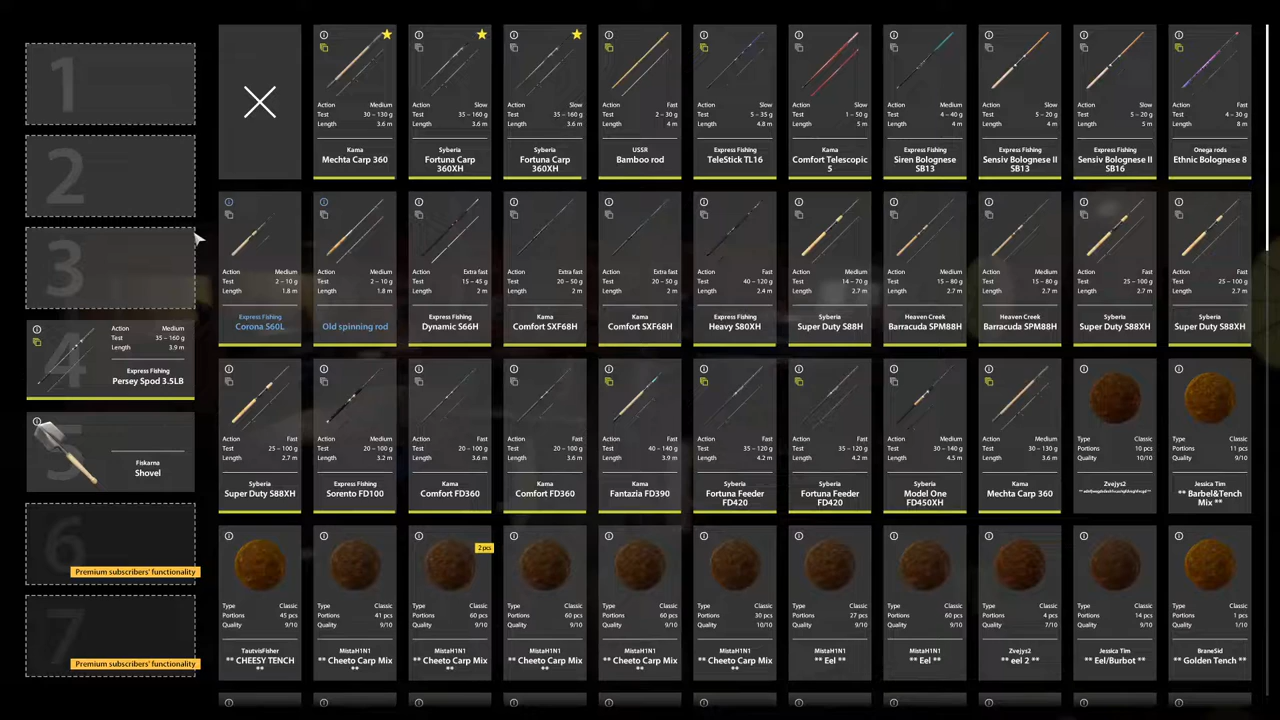 1
2
3
4
Action Medium
Test 35 – 160 g
Length 3.9 m
Express Fishing
Persey Spod 3.5LB
5
Fiskarna
Shovel
6
Premium subscribers' functionality
7
Premium subscribers' functionality
Action Medium
Test 30 – 130 g
Length 3.6 m
Kama
Mechta Carp 360
Action Slow
Test 35 – 160 g
Length 3.6 m
Syberia
Fortuna Carp
360XH
Action Slow
Test 35 – 160 g
Length 3.6 m
Syberia
Fortuna Carp
360XH
Action Fast
Test 2 – 30 g
Length 4 m
USSR
Bamboo rod
Action Slow
Test 5 – 35 g
Length 4.8 m
Express Fishing
TeleStick TL16
Action Slow
Test 1 – 50 g
Length 5 m
Kama
Comfort Telescopic
5
Action Medium
Test 4 – 40 g
Length 4 m
Express Fishing
Siren Bolognese
SB13
Action Slow
Test 5 – 20 g
Length 4 m
Express Fishing
Sensiv Bolognese II
SB13
Action Slow
Test 5 – 20 g
Length 5 m
Express Fishing
Sensiv Bolognese II
SB16
Action Fast
Test 4 – 30 g
Length 8 m
Onega rods
Ethnic Bolognese 8
Action Medium
Test 2 – 10 g
Length 1.8 m
Express Fishing
Corona S60L
Action Medium
Test 2 – 10 g
Length 1.8 m
Old spinning rod
Action Extra fast
Test 15 – 45 g
Length 2 m
Express Fishing
Dynamic S66H
Action Extra fast
Test 20 – 50 g
Length 2 m
Kama
Comfort SXF68H
Action Extra fast
Test 20 – 50 g
Length 2 m
Kama
Comfort SXF68H
Action Fast
Test 40 – 120 g
Length 2.4 m
Express Fishing
Heavy S80XH
Action Fast
Test 14 – 70 g
Length 2.7 m
Syberia
Super Duty S88H
Action Medium
Test 15 – 80 g
Length 2.7 m
Heaven Creek
Barracuda SPM88H
Action Medium
Test 15 – 80 g
Length 2.7 m
Heaven Creek
Barracuda SPM88H
Action Fast
Test 25 – 100 g
Length 2.7 m
Syberia
Super Duty S88XH
Action Fast
Test 25 – 100 g
Length 2.7 m
Syberia
Super Duty S88XH
Action Fast
Test 25 – 100 g
Length 2.7 m
Syberia
Super Duty S88XH
Action Medium
Test 20 – 100 g
Length 3.2 m
Express Fishing
Sorento FD100
Action Fast
Test 20 – 100 g
Length 3.6 m
Kama
Comfort FD360
Action Fast
Test 20 – 100 g
Length 3.6 m
Kama
Comfort FD360
Action Fast
Test 40 – 140 g
Length 3.9 m
Kama
Fantazia FD390
Action Fast
Test 35 – 120 g
Length 4.2 m
Syberia
Fortuna Feeder
FD420
Action Fast
Test 35 – 120 g
Length 4.2 m
Syberia
Fortuna Feeder
FD420
Action Medium
Test 30 – 140 g
Length 4.5 m
Syberia
Model One
FD450XH
Action Medium
Test 30 – 130 g
Length 3.6 m
Kama
Mechta Carp 360
Type Classic
Portions 10 pcs
Quality 10/10
Zvejys2
Type Classic
Portions 11 pcs
Quality 9/10
Jessica Tim
** Barbel&Tench
Mix **
Type Classic
Portions 45 pcs
Quality 9/10
TautvisFisher
** CHEESY TENCH
**
Type Classic
Portions 41 pcs
Quality 9/10
MistaH1N1
** Cheeto Carp Mix
**
2 pcs
Type Classic
Portions 60 pcs
Quality 9/10
MistaH1N1
** Cheeto Carp Mix
**
Type Classic
Portions 60 pcs
Quality 9/10
MistaH1N1
** Cheeto Carp Mix
**
Type Classic
Portions 60 pcs
Quality 9/10
MistaH1N1
** Cheeto Carp Mix
**
Type Classic
Portions 30 pcs
Quality 10/10
MistaH1N1
** Cheeto Carp Mix
**
Type Classic
Portions 27 pcs
Quality 9/10
MistaH1N1
** Eel **
Type Classic
Portions 60 pcs
Quality 9/10
MistaH1N1
** Eel **
Type Classic
Portions 4 pcs
Quality 7/10
Zvejys2
** eel 2 **
Type Classic
Portions 14 pcs
Quality 9/10
Jessica Tim
** Eel/Burbot **
Type Classic
Portions 1 pcs
Quality 1/10
BraneSid
** Golden Tench **